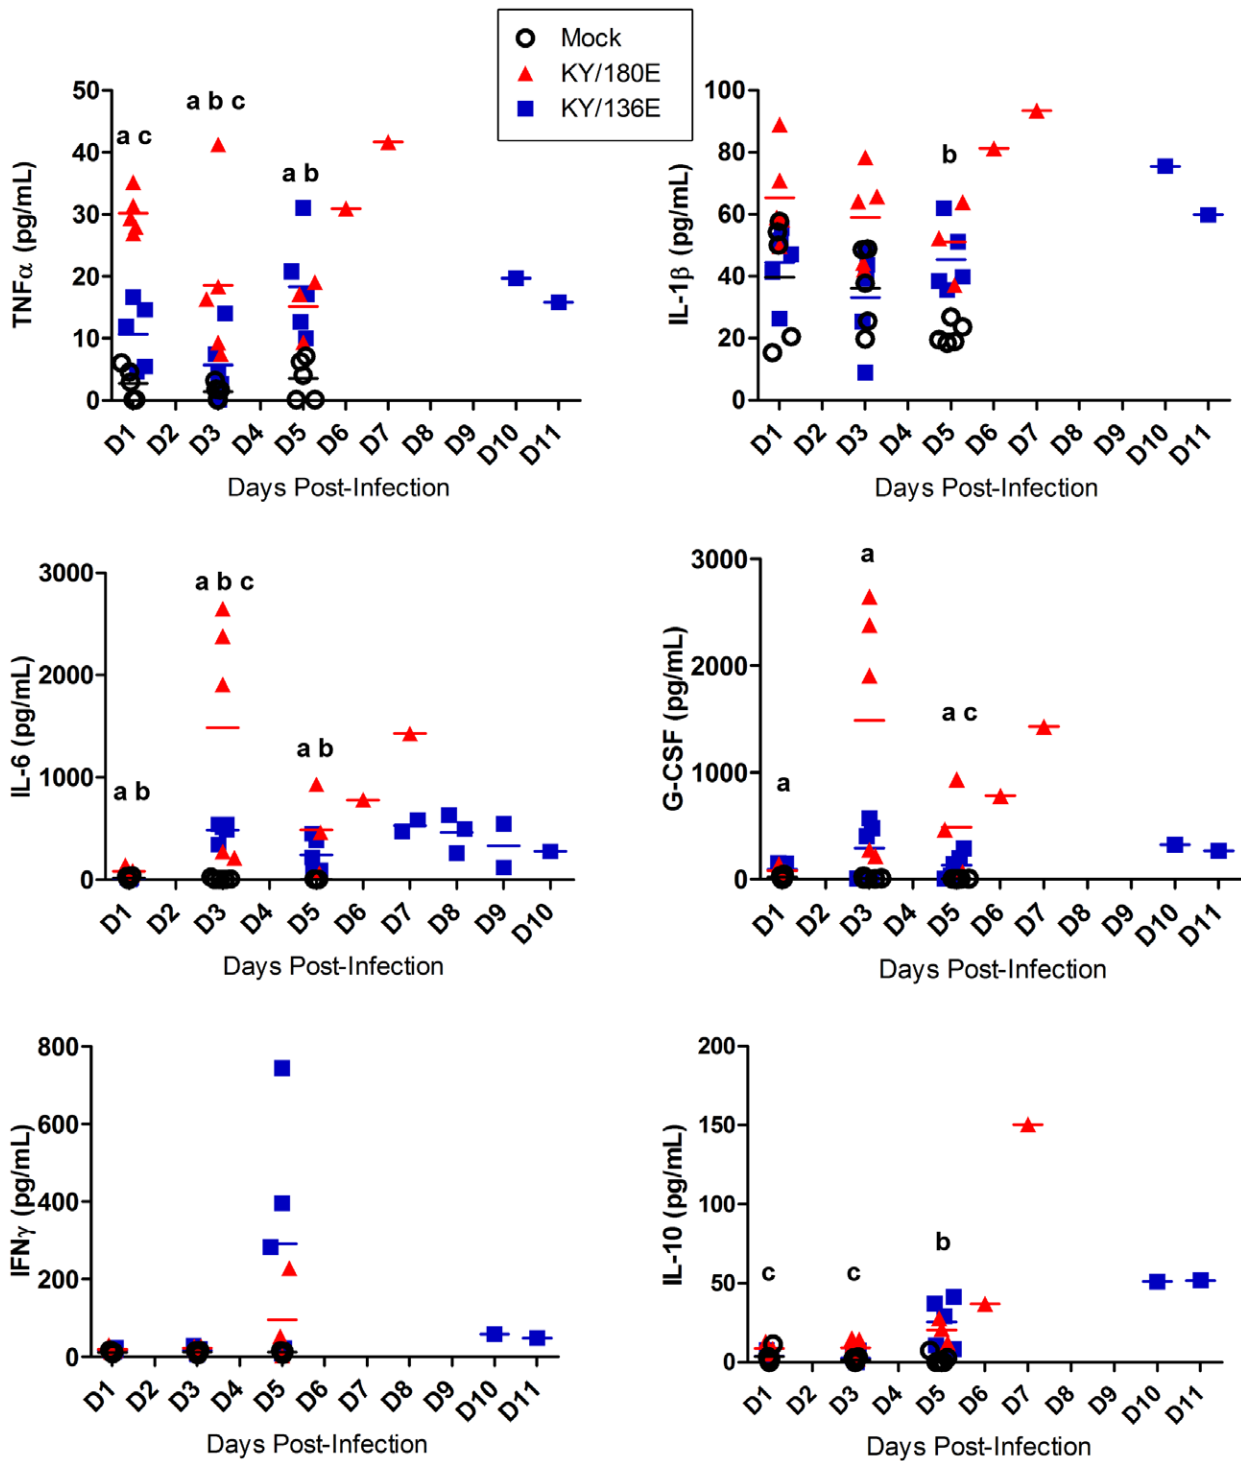 Mock
KY/180E
KY/136E
TNFα (pg/mL)
50
40
30
20
10
0
a c
a b c
a b
D1 D2 D3 D4 D5 D6 D7 D8 D9 D10 D11
Days Post-Infection
IL-1β (pg/mL)
100
80
60
40
20
0
b
D1 D2 D3 D4 D5 D6 D7 D8 D9 D10 D11
Days Post-Infection
IL-6 (pg/mL)
3000
2000
1000
0
a b
a b c
a b
D1 D2 D3 D4 D5 D6 D7 D8 D9 D10
Days Post-Infection
G-CSF (pg/mL)
3000
2000
1000
0
a
a
a c
D1 D2 D3 D4 D5 D6 D7 D8 D9 D10 D11
Days Post-Infection
IFNγ (pg/mL)
800
600
400
200
0
D1 D2 D3 D4 D5 D6 D7 D8 D9 D10 D11
Days Post-Infection
IL-10 (pg/mL)
200
150
100
50
0
c
c
b
D1 D2 D3 D4 D5 D6 D7 D8 D9 D10 D11
Days Post-Infection